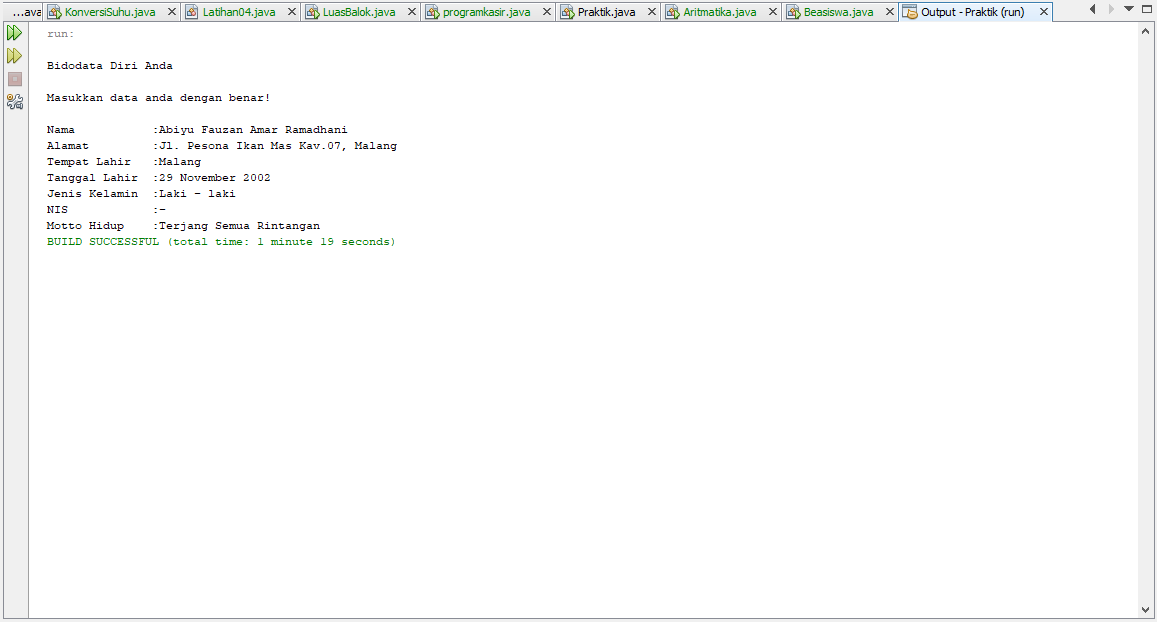 ...ava KonversiSuhu.java Latihan04.java LuasBalok.java programkasir.java Praktik.java Aritmatika.java Beasiswa.java Output - Praktik (run)
run:
Bidodata Diri Anda
Masukkan data anda dengan benar!
Nama :Abiyu Fauzan Amar Ramadhani
Alamat :Jl. Pesona Ikan Mas Kav.07, Malang
Tempat Lahir :Malang
Tanggal Lahir :29 November 2002
Jenis Kelamin :Laki - laki
NIS :-
Motto Hidup :Terjang Semua Rintangan
BUILD SUCCESSFUL (total time: 1 minute 19 seconds)